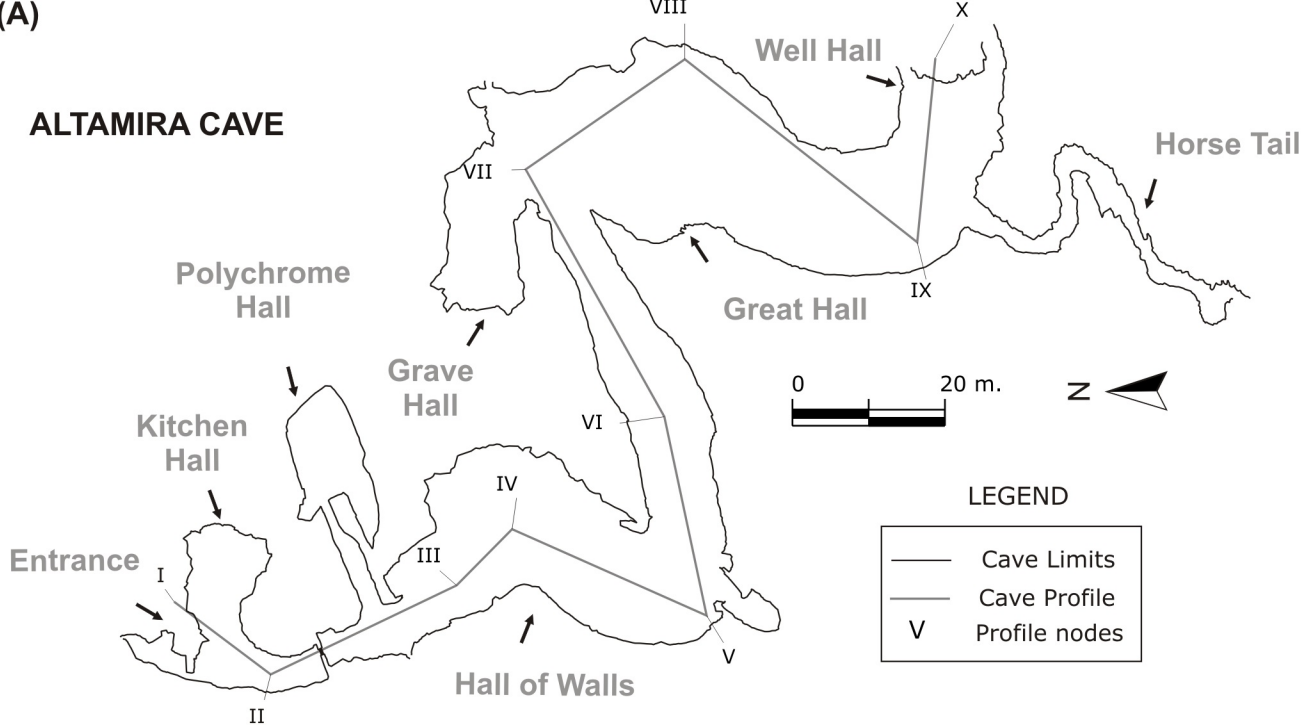 (A)
VIII
X
Well Hall
ALTAMIRA CAVE
Horse Tail
VII
Polychrome
Hall
IX
Great Hall
Grave
Hall
0 20 m.
N
Kitchen
Hall
VI
IV
LEGEND
Entrance
III
I
Cave Limits
Cave Profile
V Profile nodes
V
Hall of Walls
II